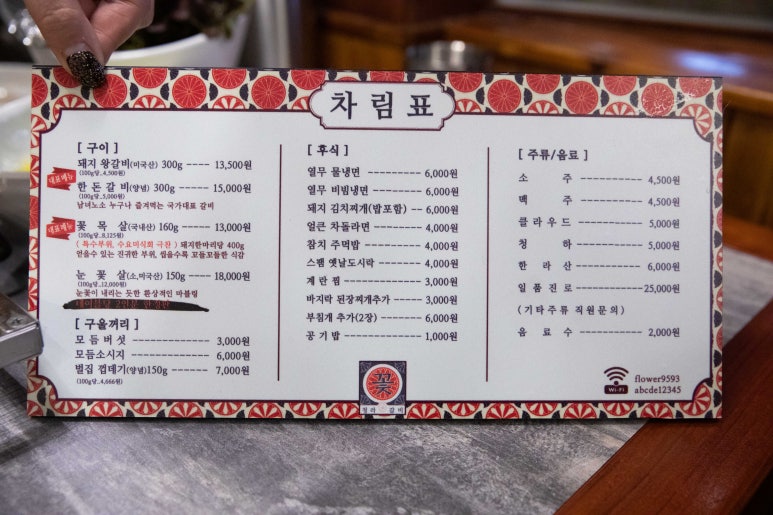 차림표
[ 구이 ]
돼지 왕갈비(미국산) 300g ---- 13,500원
(100g당_4,500원)
대표메뉴
한돈갈비(양념) 300g ------ 15,000원
(100g당_5,000원)
남녀노소 누구나 즐겨먹는 국가대표 갈비
대표메뉴
꽃목살(국내산) 160g ------ 13,000원
(100g당_8,125원)
( 특수부위, 수요미식회 극찬 ) 돼지한마리당 400g
얻을수 있는 진귀한 부위, 씹을수록 꼬들꼬들한 식감
눈꽃살(소,미국산) 150g ----- 18,000원
(100g당_12,000원)
눈꽃이 내리는 듯한 환상적인 마블링
[ 구울꺼리 ]
모듬버섯 ------------- 3,000원
모듬소시지 ------------- 6,000원
벌집 껍데기(양념)150g ------ 7,000원
(100g당_4,666원)
[ 후식 ]
열무 물냉면 ---------- 6,000원
열무 비빔냉면 --------- 6,000원
돼지 김치찌개(밥포함) --- 6,000원
얼큰 차돌라면 --------- 4,000원
참치 주먹밥 ---------- 4,000원
스팸 옛날도시락 ------- 4,000원
계란찜 ------------- 3,000원
바지락 된장찌개추가 ---- 3,000원
부침개 추가(2장) ------- 6,000원
공기밥 ------------- 1,000원
[ 주류/음료 ]
소주 ------------- 4,500원
맥주 ------------- 4,500원
클라우드 ---------- 5,000원
청하 ------------- 5,000원
한라산 ----------- 6,000원
일품진로 ----------25,000원
(기타주류 직원문의)
음료수 ----------- 2,000원
Wi-Fi
flower9593
abcde12345
꽃
청라 갈비